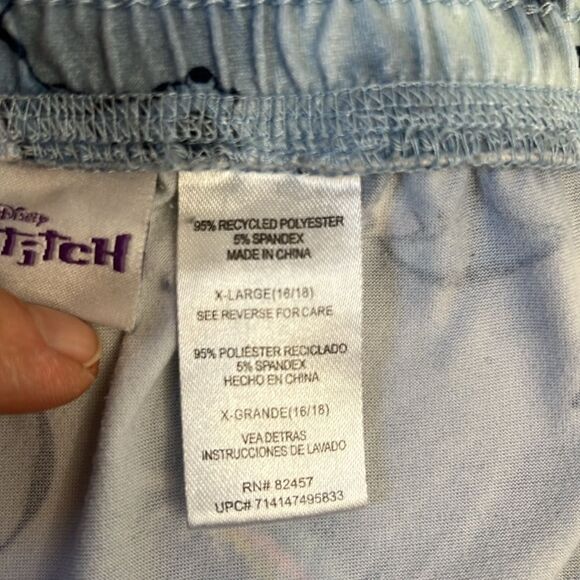 Disney
STiTCH
95% RECYCLED POLYESTER
5% SPANDEX
MADE IN CHINA
X-LARGE(16/18)
SEE REVERSE FOR CARE
95% POLIÉSTER RECICLADO
5% SPANDEX
HECHO EN CHINA
X-GRANDE(16/18)
VEA DETRAS
INSTRUCCIONES DE LAVADO
RN# 82457
UPC# 714147495833